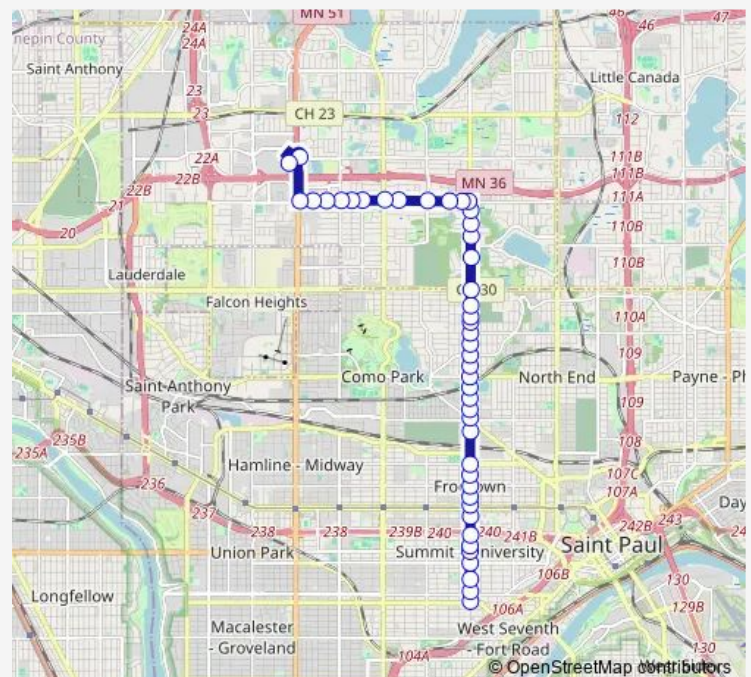 MN 51
46
46
47
24A
24A
nepin County
Saint Anthony
Little Canada
23
23
CH 23
112
22A
22B
22B
111B
111B
111A
MN 36
21
20
110B
110B
Lauderdale
30
Falcon Heights
110A
109
Saint Anthony
Park
Como Park
North End
Payne - Ph
109
235B
235A
108
Hamline - Midway
107C
107A
236
237
Day
238
238
239B
240
240
241B
242B
243
24
Union Park
Summit
University
Saint Paul
106B
130
129B
Longfellow
106A
Macalester
- Groveland
West Seventh
- Fort Road
130
104A
© OpenStreetMap contributors